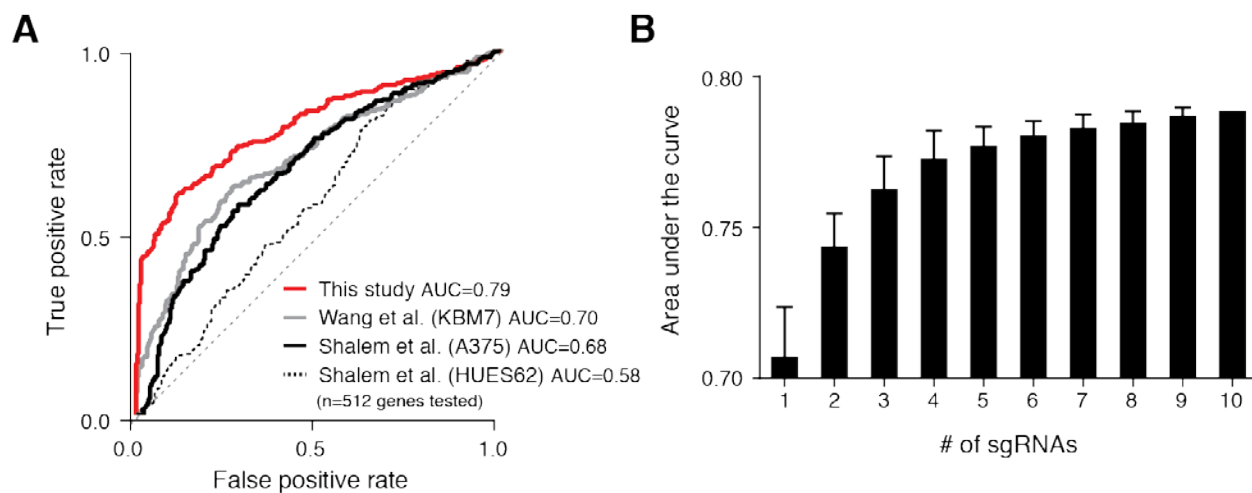 A
True positive rate
1.0
0.5
0.0
0.0 0.5 1.0
False positive rate
This study AUC=0.79
Wang et al. (KBM7) AUC=0.70
Shalem et al. (A375) AUC=0.68
Shalem et al. (HUES62) AUC=0.58
(n=512 genes tested)
B
Area under the curve
0.80
0.75
0.70
1 2 3 4 5 6 7 8 9 10
# of sgRNAs